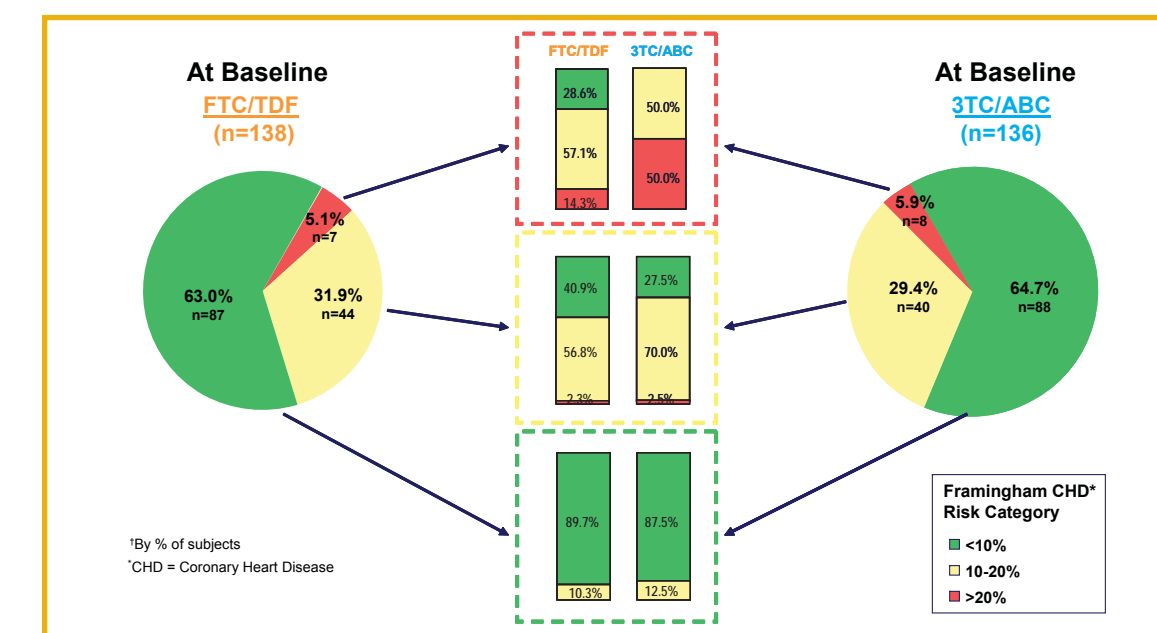 At Baseline
FTC/TDF
(n=138)
5.1%
n=7
63.0%
n=87
31.9%
n=44
FTC/TDF 3TC/ABC
28.6%
57.1%
14.3%
50.0%
50.0%
40.9%
56.8%
2.3%
27.5%
70.0%
2.5%
89.7%
10.3%
87.5%
12.5%
At Baseline
3TC/ABC
(n=136)
5.9%
n=8
29.4%
n=40
64.7%
n=88
†By % of subjects
*CHD = Coronary Heart Disease
Framingham CHD*
Risk Category
<10%
10-20%
>20%